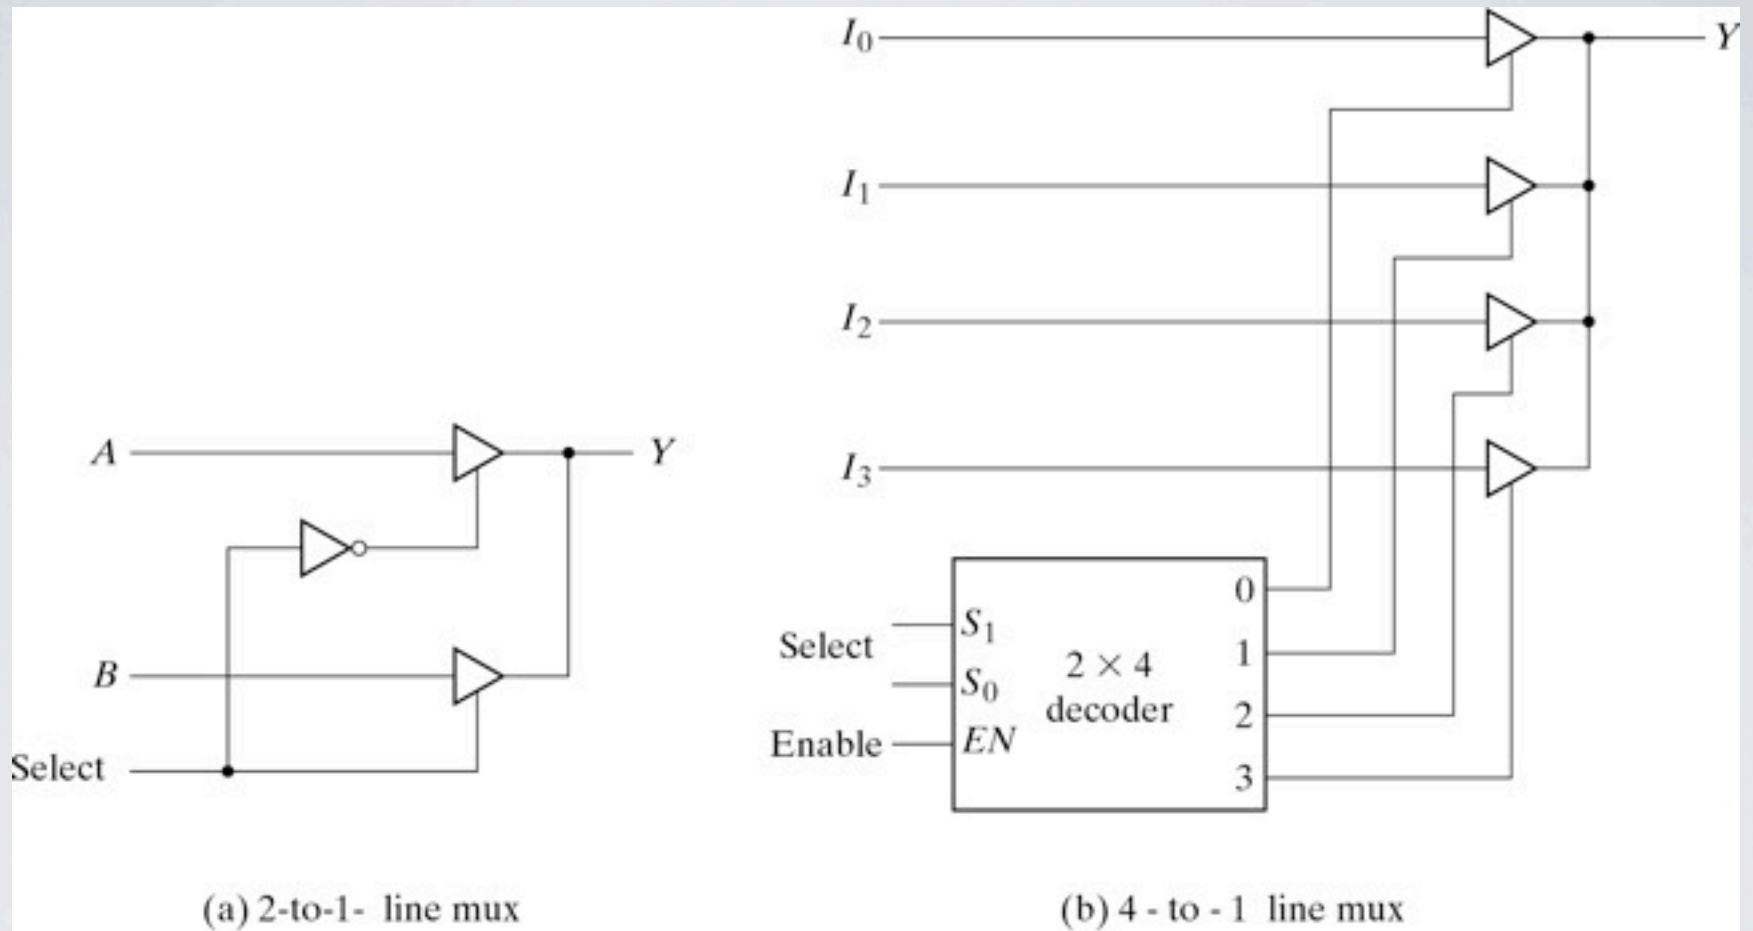 A
Y
B
Select
(a) 2-to-1- line mux
I0
Y
I1
I2
I3
Select
Enable
S1
S0
EN
2 × 4
decoder
0
1
2
3
(b) 4 - to - 1 line mux